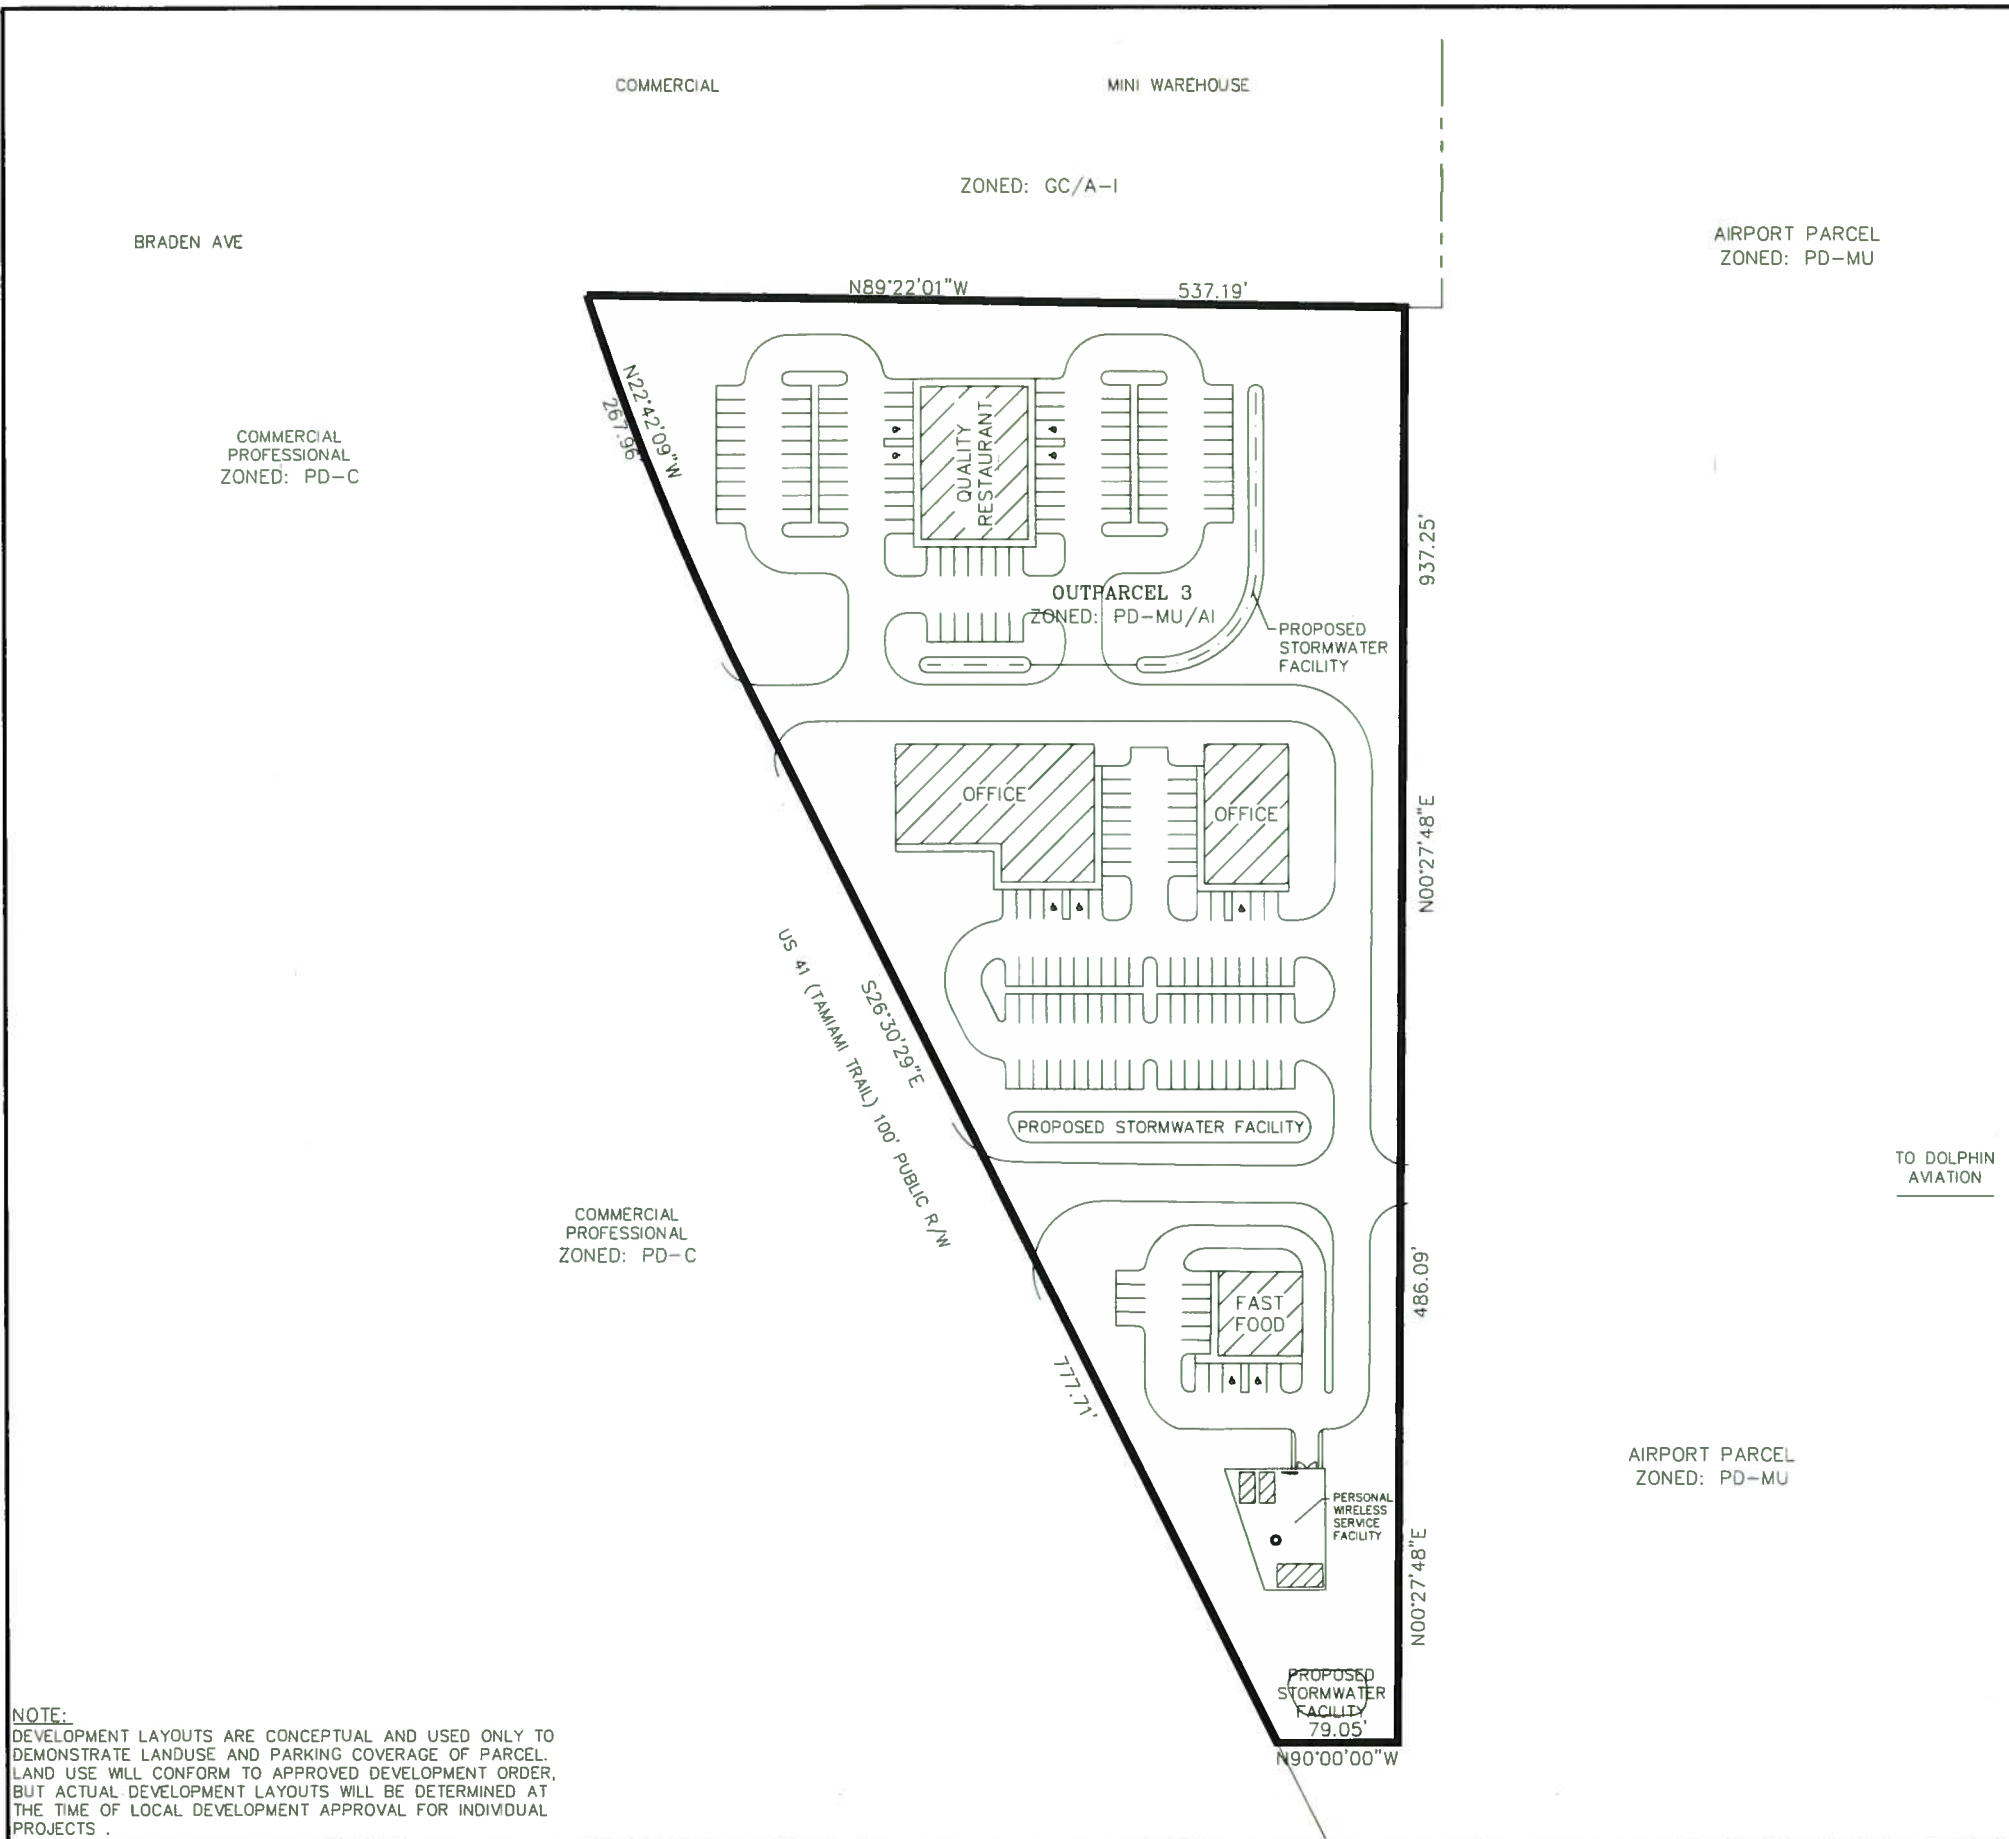 COMMERCIAL
MINI WAREHOUSE
ZONED: GC/A-I
BRADEN AVE
AIRPORT PARCEL
ZONED: PD-MU
N89°22'01"W
537.19'
N22°42'09"W
267.96'
COMMERCIAL
PROFESSIONAL
ZONED: PD-C
QUALITY
RESTAURANT
937.25'
OUTPARCEL 3
ZONED: PD-MU/AI
PROPOSED
STORMWATER
FACILITY
OFFICE
OFFICE
N00°27'48"E
US 41 (TAMIAMI TRAIL) 100' PUBLIC R/W
S26°30'29"E
PROPOSED STORMWATER FACILITY
TO DOLPHIN
AVIATION
COMMERCIAL
PROFESSIONAL
ZONED: PD-C
486.09'
FAST
FOOD
777.71'
AIRPORT PARCEL
ZONED: PD-MU
PERSONAL
WIRELESS
SERVICE
FACILITY
N00°27'48"E
PROPOSED
STORMWATER
FACILITY
79.05'
N90°00'00"W
NOTE:
DEVELOPMENT LAYOUTS ARE CONCEPTUAL AND USED ONLY TO
DEMONSTRATE LANDUSE AND PARKING COVERAGE OF PARCEL.
LAND USE WILL CONFORM TO APPROVED DEVELOPMENT ORDER,
BUT ACTUAL DEVELOPMENT LAYOUTS WILL BE DETERMINED AT
THE TIME OF LOCAL DEVELOPMENT APPROVAL FOR INDIVIDUAL
PROJECTS .